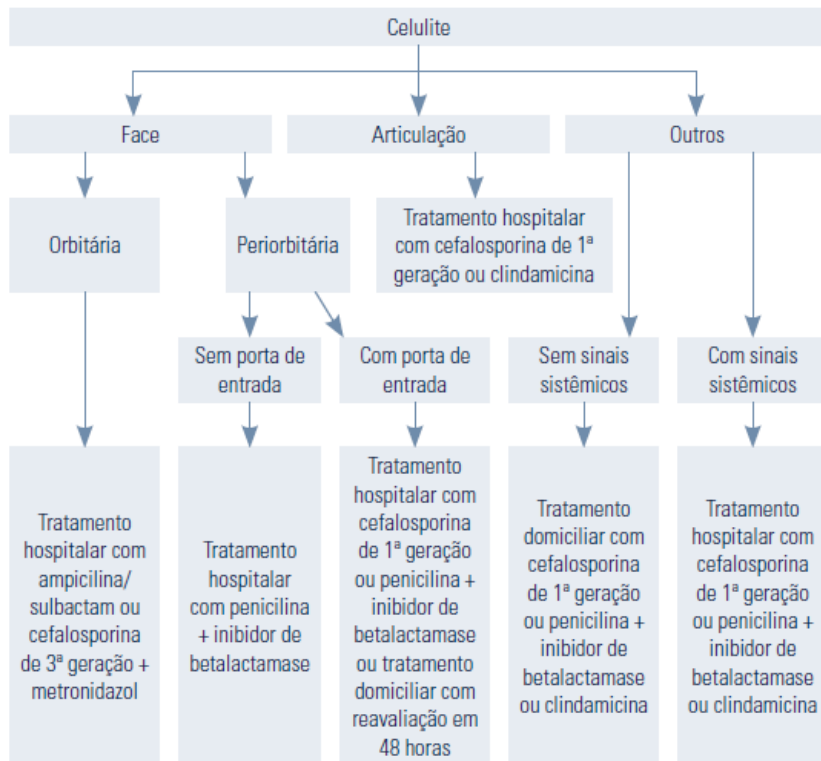 Celulite
Face
Articulação
Outros
Orbitária
Periorbitária
Tratamento hospitalar
com cefalosporina de 1ª
geração ou clindamicina
Sem porta de
entrada
Com porta de
entrada
Sem sinais
sistêmicos
Com sinais
sistêmicos
Tratamento
hospitalar com
ampicilina/
sulbactam ou
cefalosporina
de 3ª geração +
metronidazol
Tratamento
hospitalar
com penicilina
+ inibidor de
betalactamase
Tratamento
hospitalar com
cefalosporina
de 1ª geração
ou penicilina +
inibidor de
betalactamase
ou tratamento
domiciliar com
reavaliação em
48 horas
Tratamento
domiciliar com
cefalosporina
de 1ª geração
ou penicilina +
inibidor de
betalactamase
ou clindamicina
Tratamento
hospitalar com
cefalosporina de
1ª geração
ou penicilina +
inibidor de
betalactamase
ou clindamicina